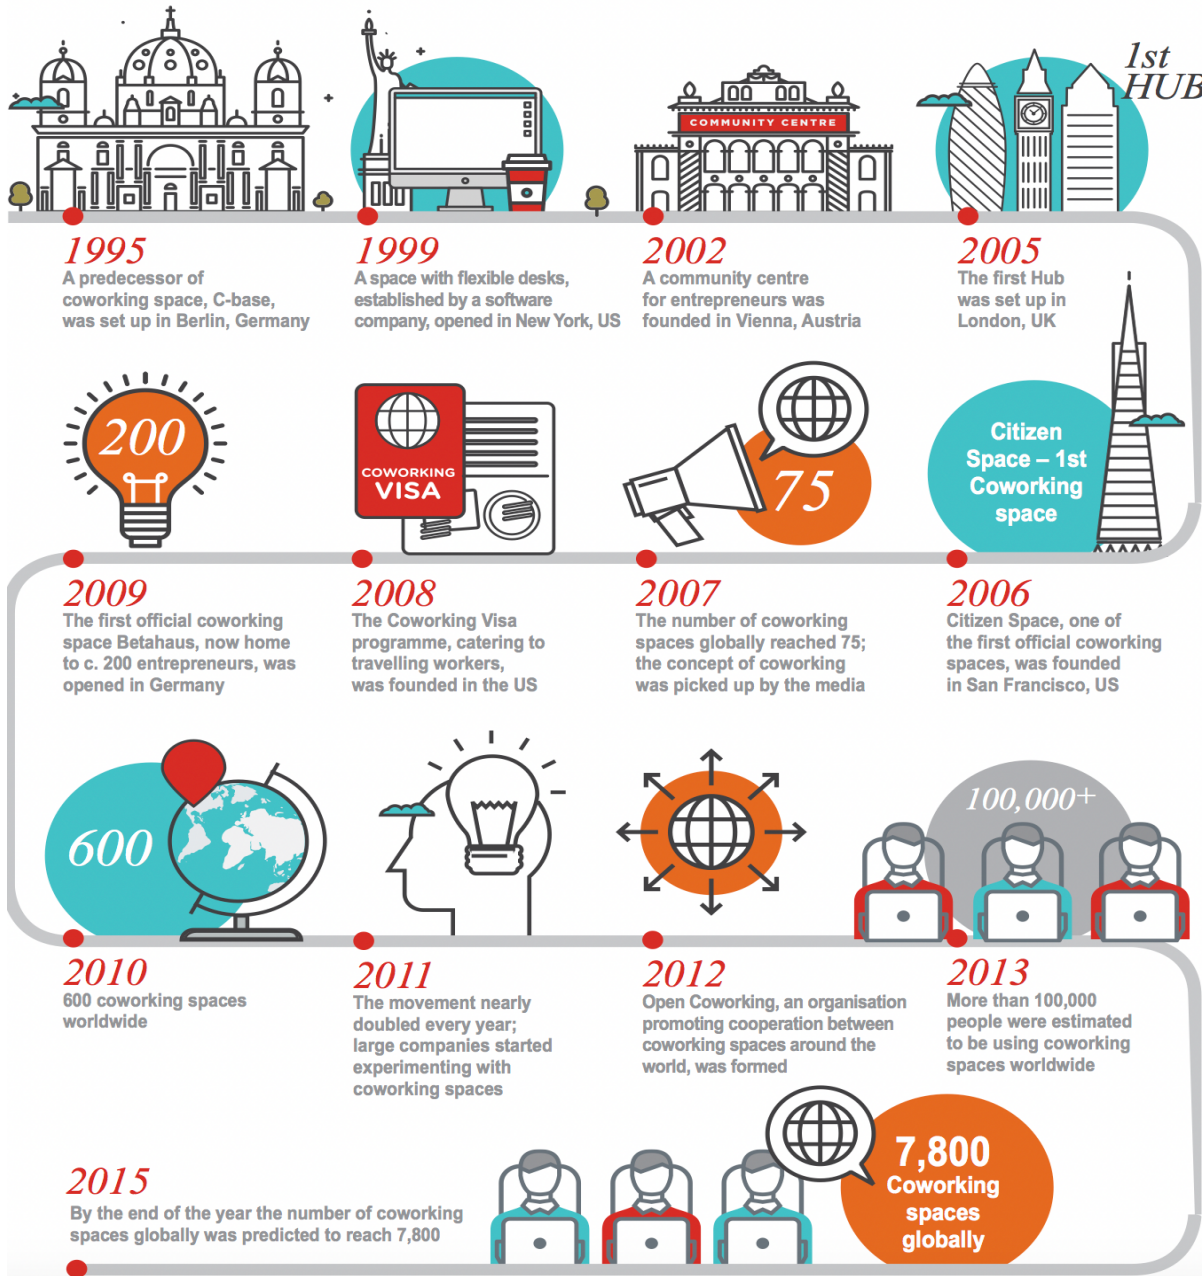 1st
HUB
COMMUNITY CENTRE
1995
A predecessor of
coworking space, C-base,
was set up in Berlin, Germany
1999
A space with flexible desks,
established by a software
company, opened in New York, US
2002
A community centre
for entrepreneurs was
founded in Vienna, Austria
2005
The first Hub
was set up in
London, UK
200
COWORKING
VISA
75
Citizen
Space – 1st
Coworking
space
2009
The first official coworking
space Betahaus, now home
to c. 200 entrepreneurs, was
opened in Germany
2008
The Coworking Visa
programme, catering to
travelling workers,
was founded in the US
2007
The number of coworking
spaces globally reached 75;
the concept of coworking
was picked up by the media
2006
Citizen Space, one of
the first official coworking
spaces, was founded
in San Francisco, US
600
100,000+
2010
600 coworking spaces
worldwide
2011
The movement nearly
doubled every year;
large companies started
experimenting with
coworking spaces
2012
Open Coworking, an organisation
promoting cooperation between
coworking spaces around the
world, was formed
2013
More than 100,000
people were estimated
to be using coworking
spaces worldwide
2015
By the end of the year the number of coworking
spaces globally was predicted to reach 7,800
7,800
Coworking
spaces
globally